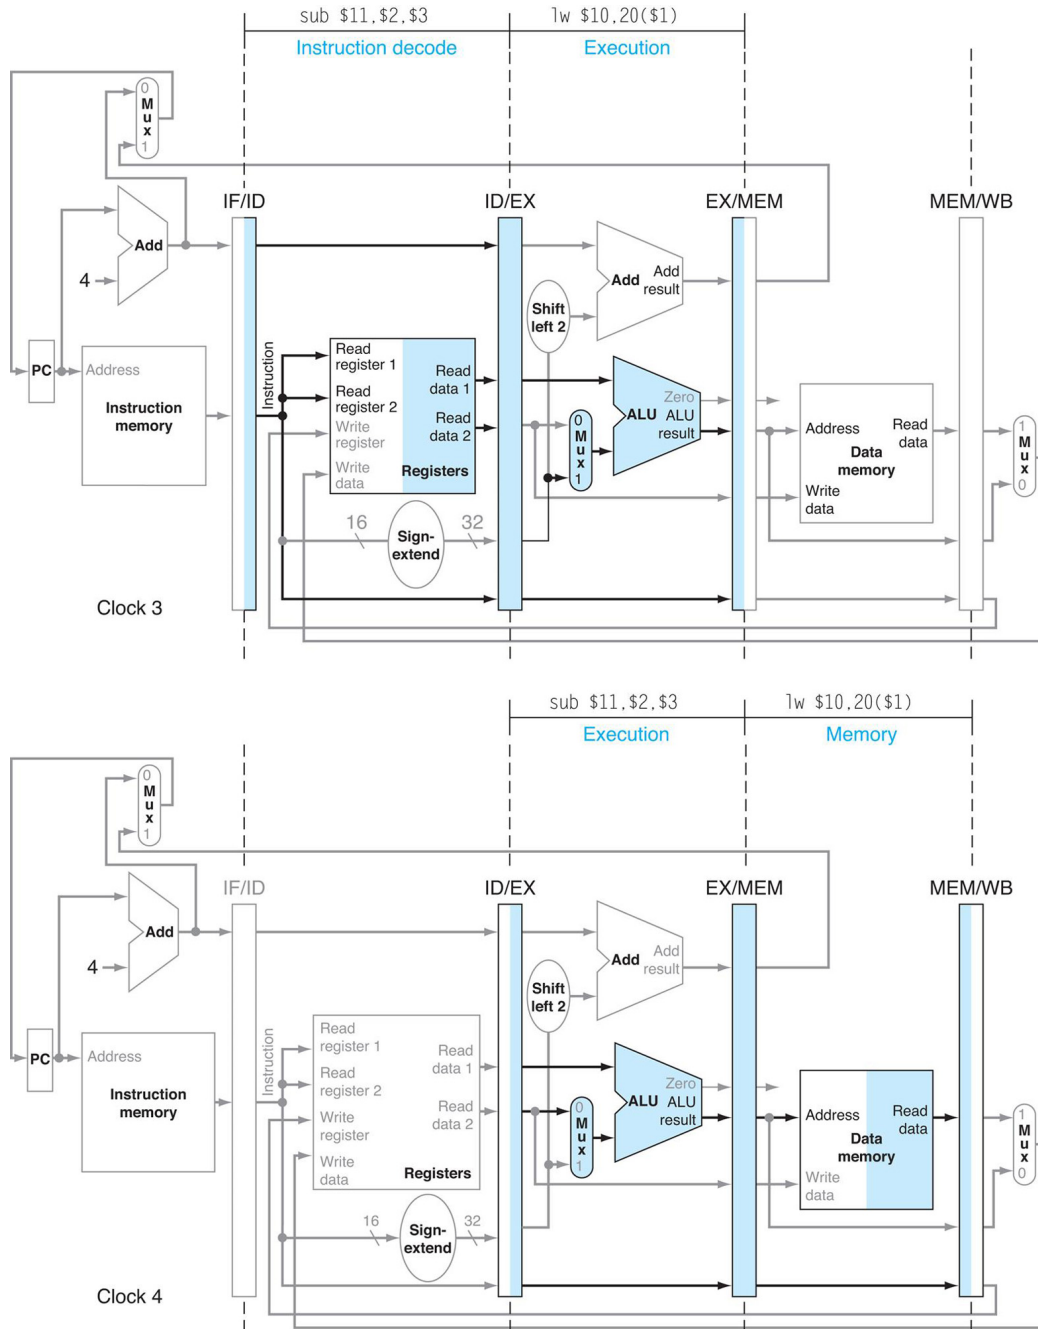 sub $11,$2,$3
lw $10,20($1)
Instruction decode
Execution
0
Mux
1
IF/ID
ID/EX
EX/MEM
MEM/WB
Add
4
Add
Add
result
Shift
left 2
PC
Address
Instruction
memory
Instruction
Read
register 1
Read
register 2
Write
register
Write
data
Read
data 1
Read
data 2
Registers
0
Mux
1
Zero
ALU
ALU
result
Address
Read
data
Data
memory
Write
data
1
Mux
0
16
Sign-
extend
32
Clock 3
sub $11,$2,$3
lw $10,20($1)
Execution
Memory
0
Mux
1
IF/ID
ID/EX
EX/MEM
MEM/WB
Add
4
Add
Add
result
Shift
left 2
PC
Address
Instruction
memory
Instruction
Read
register 1
Read
register 2
Write
register
Write
data
Read
data 1
Read
data 2
Registers
0
Mux
1
Zero
ALU
ALU
result
Address
Read
data
Data
memory
Write
data
1
Mux
0
16
Sign-
extend
32
Clock 4